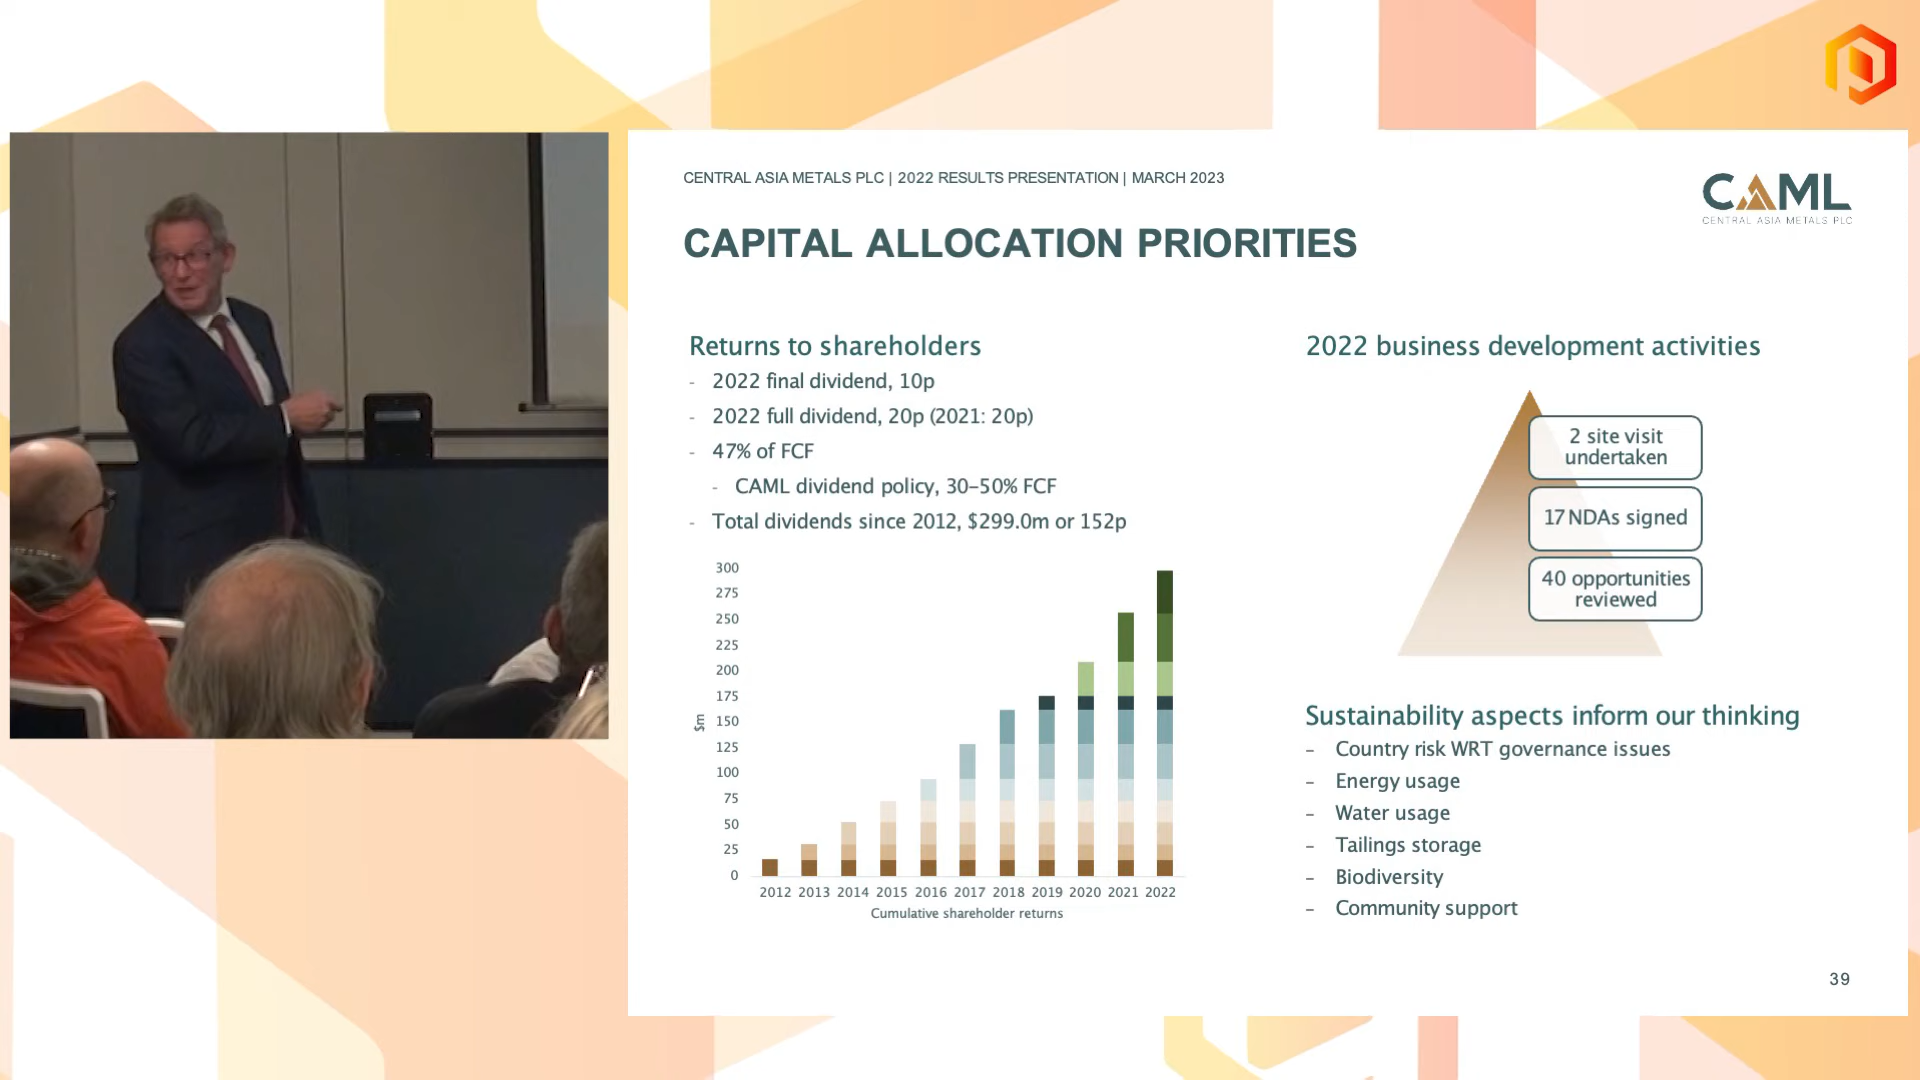 CENTRAL ASIA METALS PLC | 2022 RESULTS PRESENTATION | MARCH 2023
CAML
CENTRAL ASIA METALS PLC
CAPITAL ALLOCATION PRIORITIES
Returns to shareholders
- 2022 final dividend, 10p
- 2022 full dividend, 20p (2021: 20p)
- 47% of FCF
- CAML dividend policy, 30–50% FCF
- Total dividends since 2012, $299.0m or 152p
300
275
250
225
200
175
150
125
100
75
50
25
0
$m
2012 2013 2014 2015 2016 2017 2018 2019 2020 2021 2022
Cumulative shareholder returns
2022 business development activities
2 site visit
undertaken
17 NDAs signed
40 opportunities
reviewed
Sustainability aspects inform our thinking
– Country risk WRT governance issues
– Energy usage
– Water usage
– Tailings storage
– Biodiversity
– Community support
39